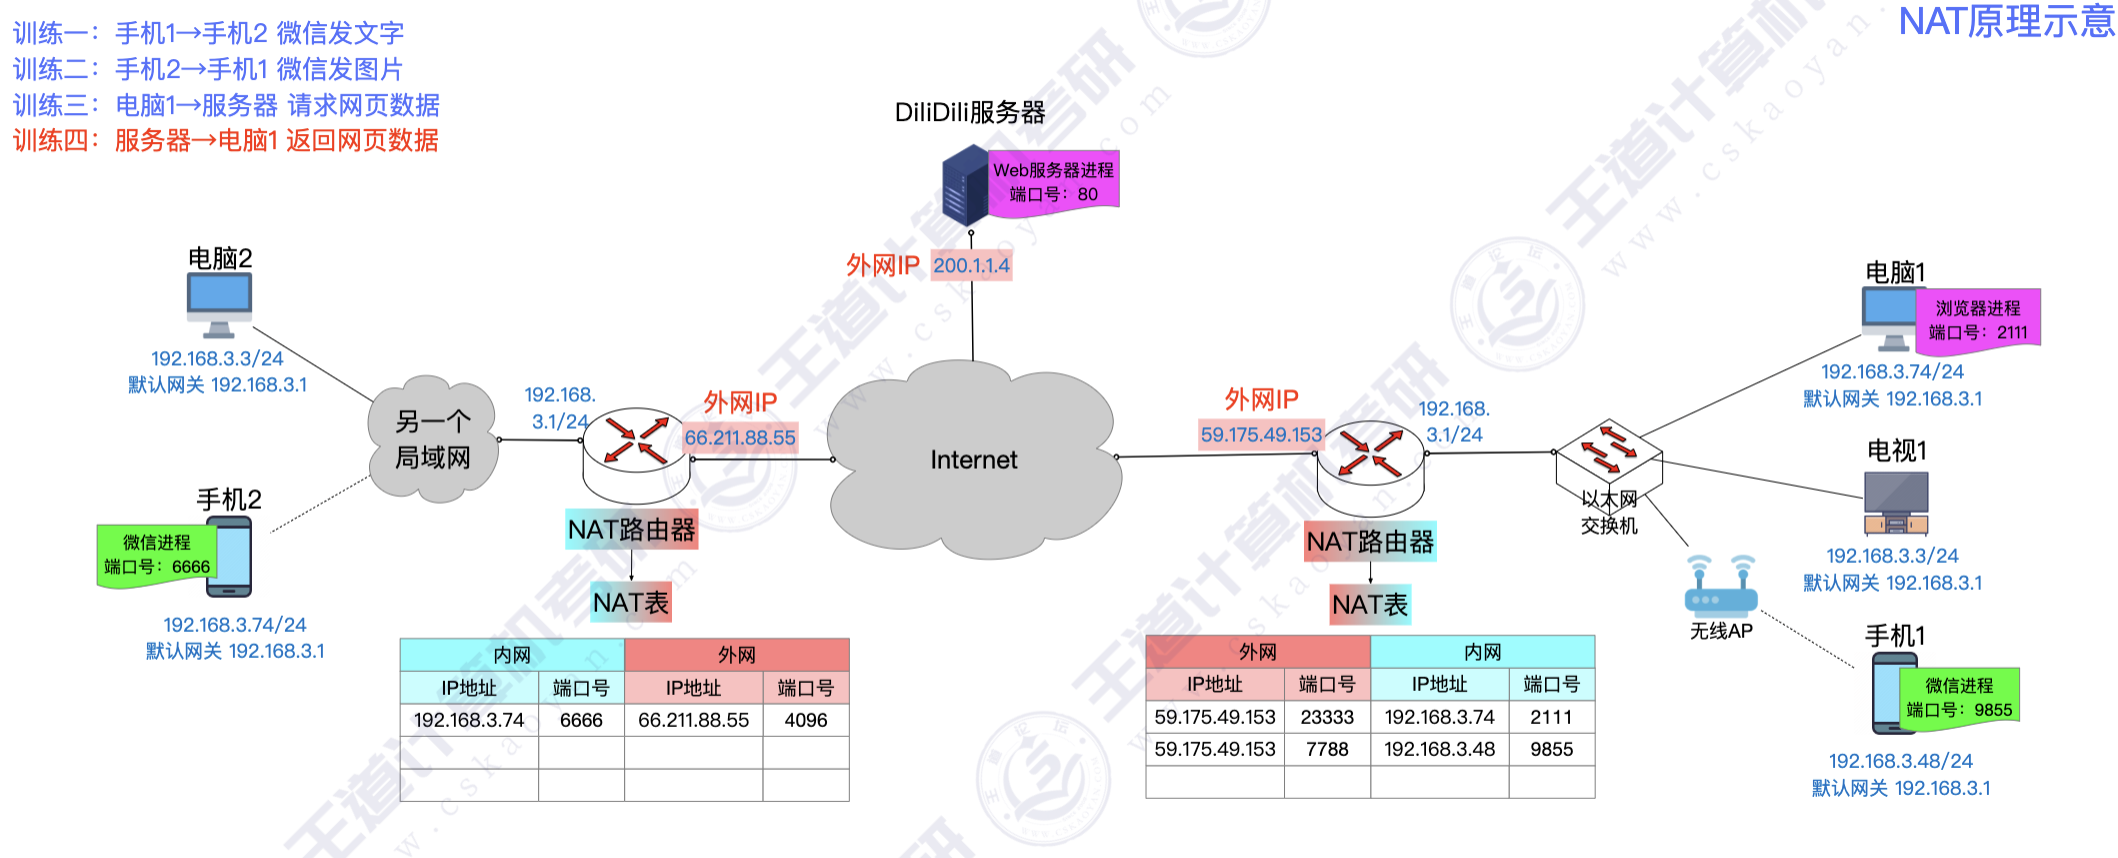 NAT原理示意
训练一：手机1→手机2 微信发文字
训练二：手机2→手机1 微信发图片
训练三：电脑1→服务器 请求网页数据
训练四：服务器→电脑1 返回网页数据
DiliDili服务器
Web服务器进程
端口号：80
外网IP 200.1.1.4
电脑2
192.168.3.3/24
默认网关 192.168.3.1
另一个
局域网
手机2
微信进程
端口号：6666
192.168.3.74/24
默认网关 192.168.3.1
192.168.
3.1/24
外网IP
66.211.88.55
NAT路由器
NAT表
内网 外网
IP地址 端口号 IP地址 端口号
192.168.3.74 6666 66.211.88.55 4096
Internet
外网IP
59.175.49.153
192.168.
3.1/24
NAT路由器
NAT表
外网 内网
IP地址 端口号 IP地址 端口号
59.175.49.153 23333 192.168.3.74 2111
59.175.49.153 7788 192.168.3.48 9855
以太网
交换机
电脑1
浏览器进程
端口号：2111
192.168.3.74/24
默认网关 192.168.3.1
电视1
192.168.3.3/24
默认网关 192.168.3.1
无线AP
手机1
微信进程
端口号：9855
192.168.3.48/24
默认网关 192.168.3.1
王道计算机考研
www.cskaoyan.com